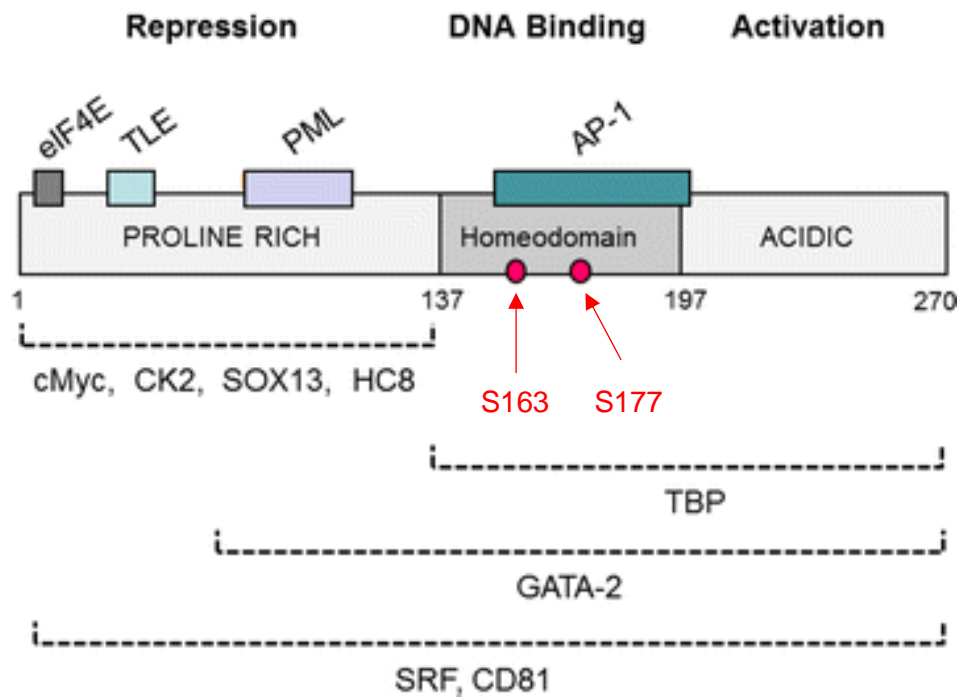 Repression DNA Binding Activation
eIF4E TLE PML AP-1
PROLINE RICH Homeodomain ACIDIC
1 137 197 270
cMyc, CK2, SOX13, HC8
S163 S177
TBP
GATA-2
SRF, CD81